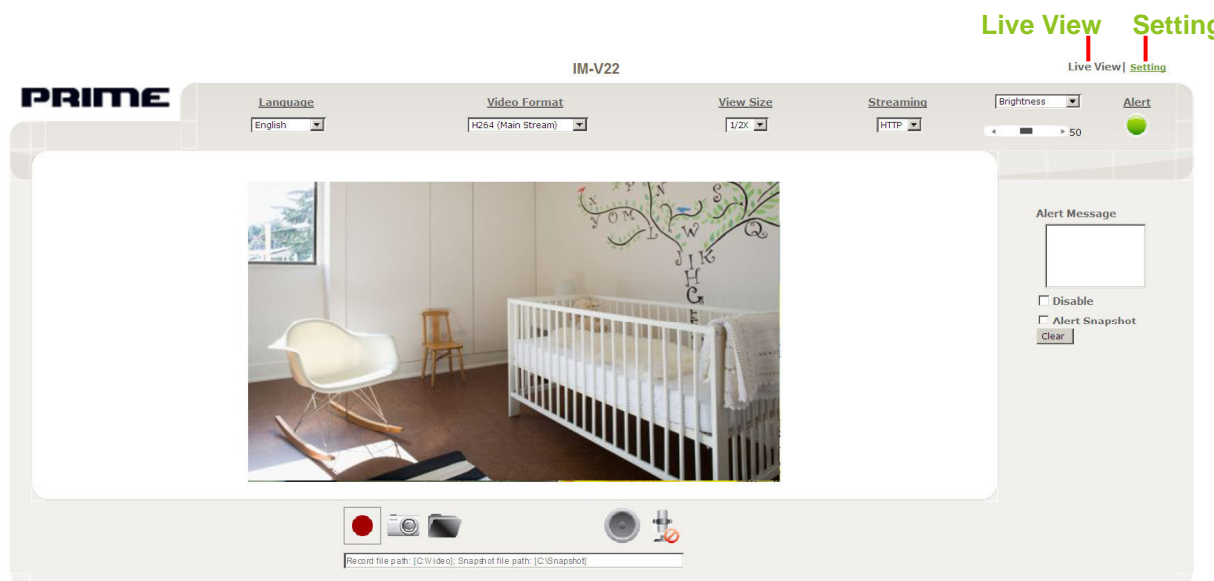 Live View Setting
IM-V22
Live View| Setting
PRIME
Language Video Format View Size Streaming Brightness Alert
English H264 (Main Stream) 1/2X HTTP 50
Alert Message
Disable
Alert Snapshot
Clear
Record file path: [C:\Video]; Snapshot file path: [C:\Snapshot]